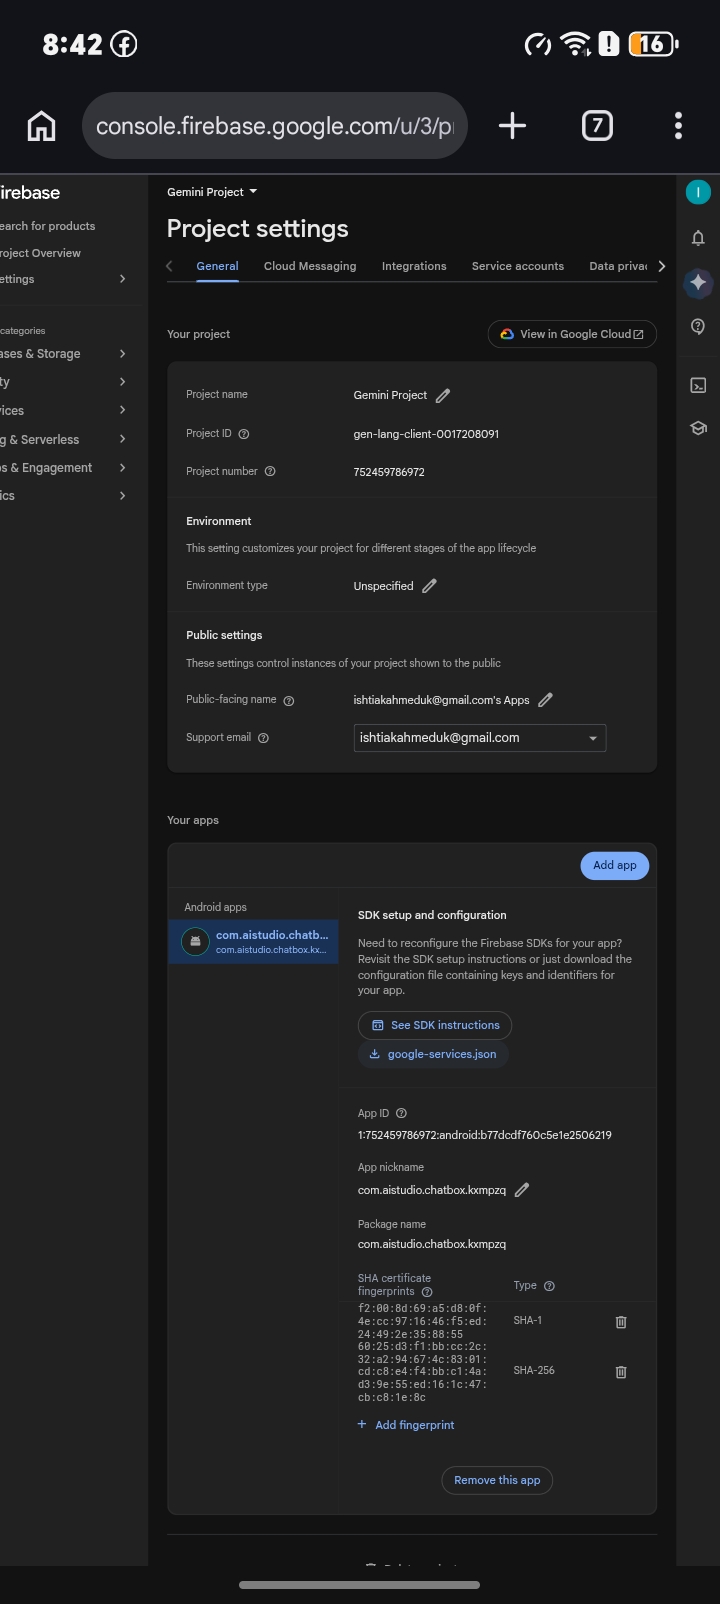 8:42
16
console.firebase.google.com/u/3/p
7
irebase
earch for products
roject Overview
ettings
categories
ases & Storage
ty
vices
g & Serverless
ps & Engagement
ics
Gemini Project
I
Project settings
General Cloud Messaging Integrations Service accounts Data priva
Your project
View in Google Cloud
Project name Gemini Project
Project ID gen-lang-client-0017208091
Project number 752459786972
Environment
This setting customizes your project for different stages of the app lifecycle
Environment type Unspecified
Public settings
These settings control instances of your project shown to the public
Public-facing name ishtiakahmeduk@gmail.com's Apps
Support email ishtiakahmeduk@gmail.com
Your apps
Add app
Android apps
com.aistudio.chatb...
com.aistudio.chatbox.kx...
SDK setup and configuration
Need to reconfigure the Firebase SDKs for your app?
Revisit the SDK setup instructions or just download the
configuration file containing keys and identifiers for
your app.
See SDK instructions
google-services.json
App ID
1:752459786972:android:b77dcdf760c5e1e2506219
App nickname
com.aistudio.chatbox.kxmpzq
Package name
com.aistudio.chatbox.kxmpzq
SHA certificate
fingerprints
Type
f2:00:8d:69:a5:d8:0f:
4e:cc:97:16:46:f5:ed:
24:49:2e:35:88:55
SHA-1
60:25:d3:f1:bb:cc:2c:
32:a2:94:67:4c:83:01:
cd:c8:e4:f4:bb:c1:4a:
d3:9e:55:ed:16:1c:47:
cb:c8:1e:8c
SHA-256
+ Add fingerprint
Remove this app